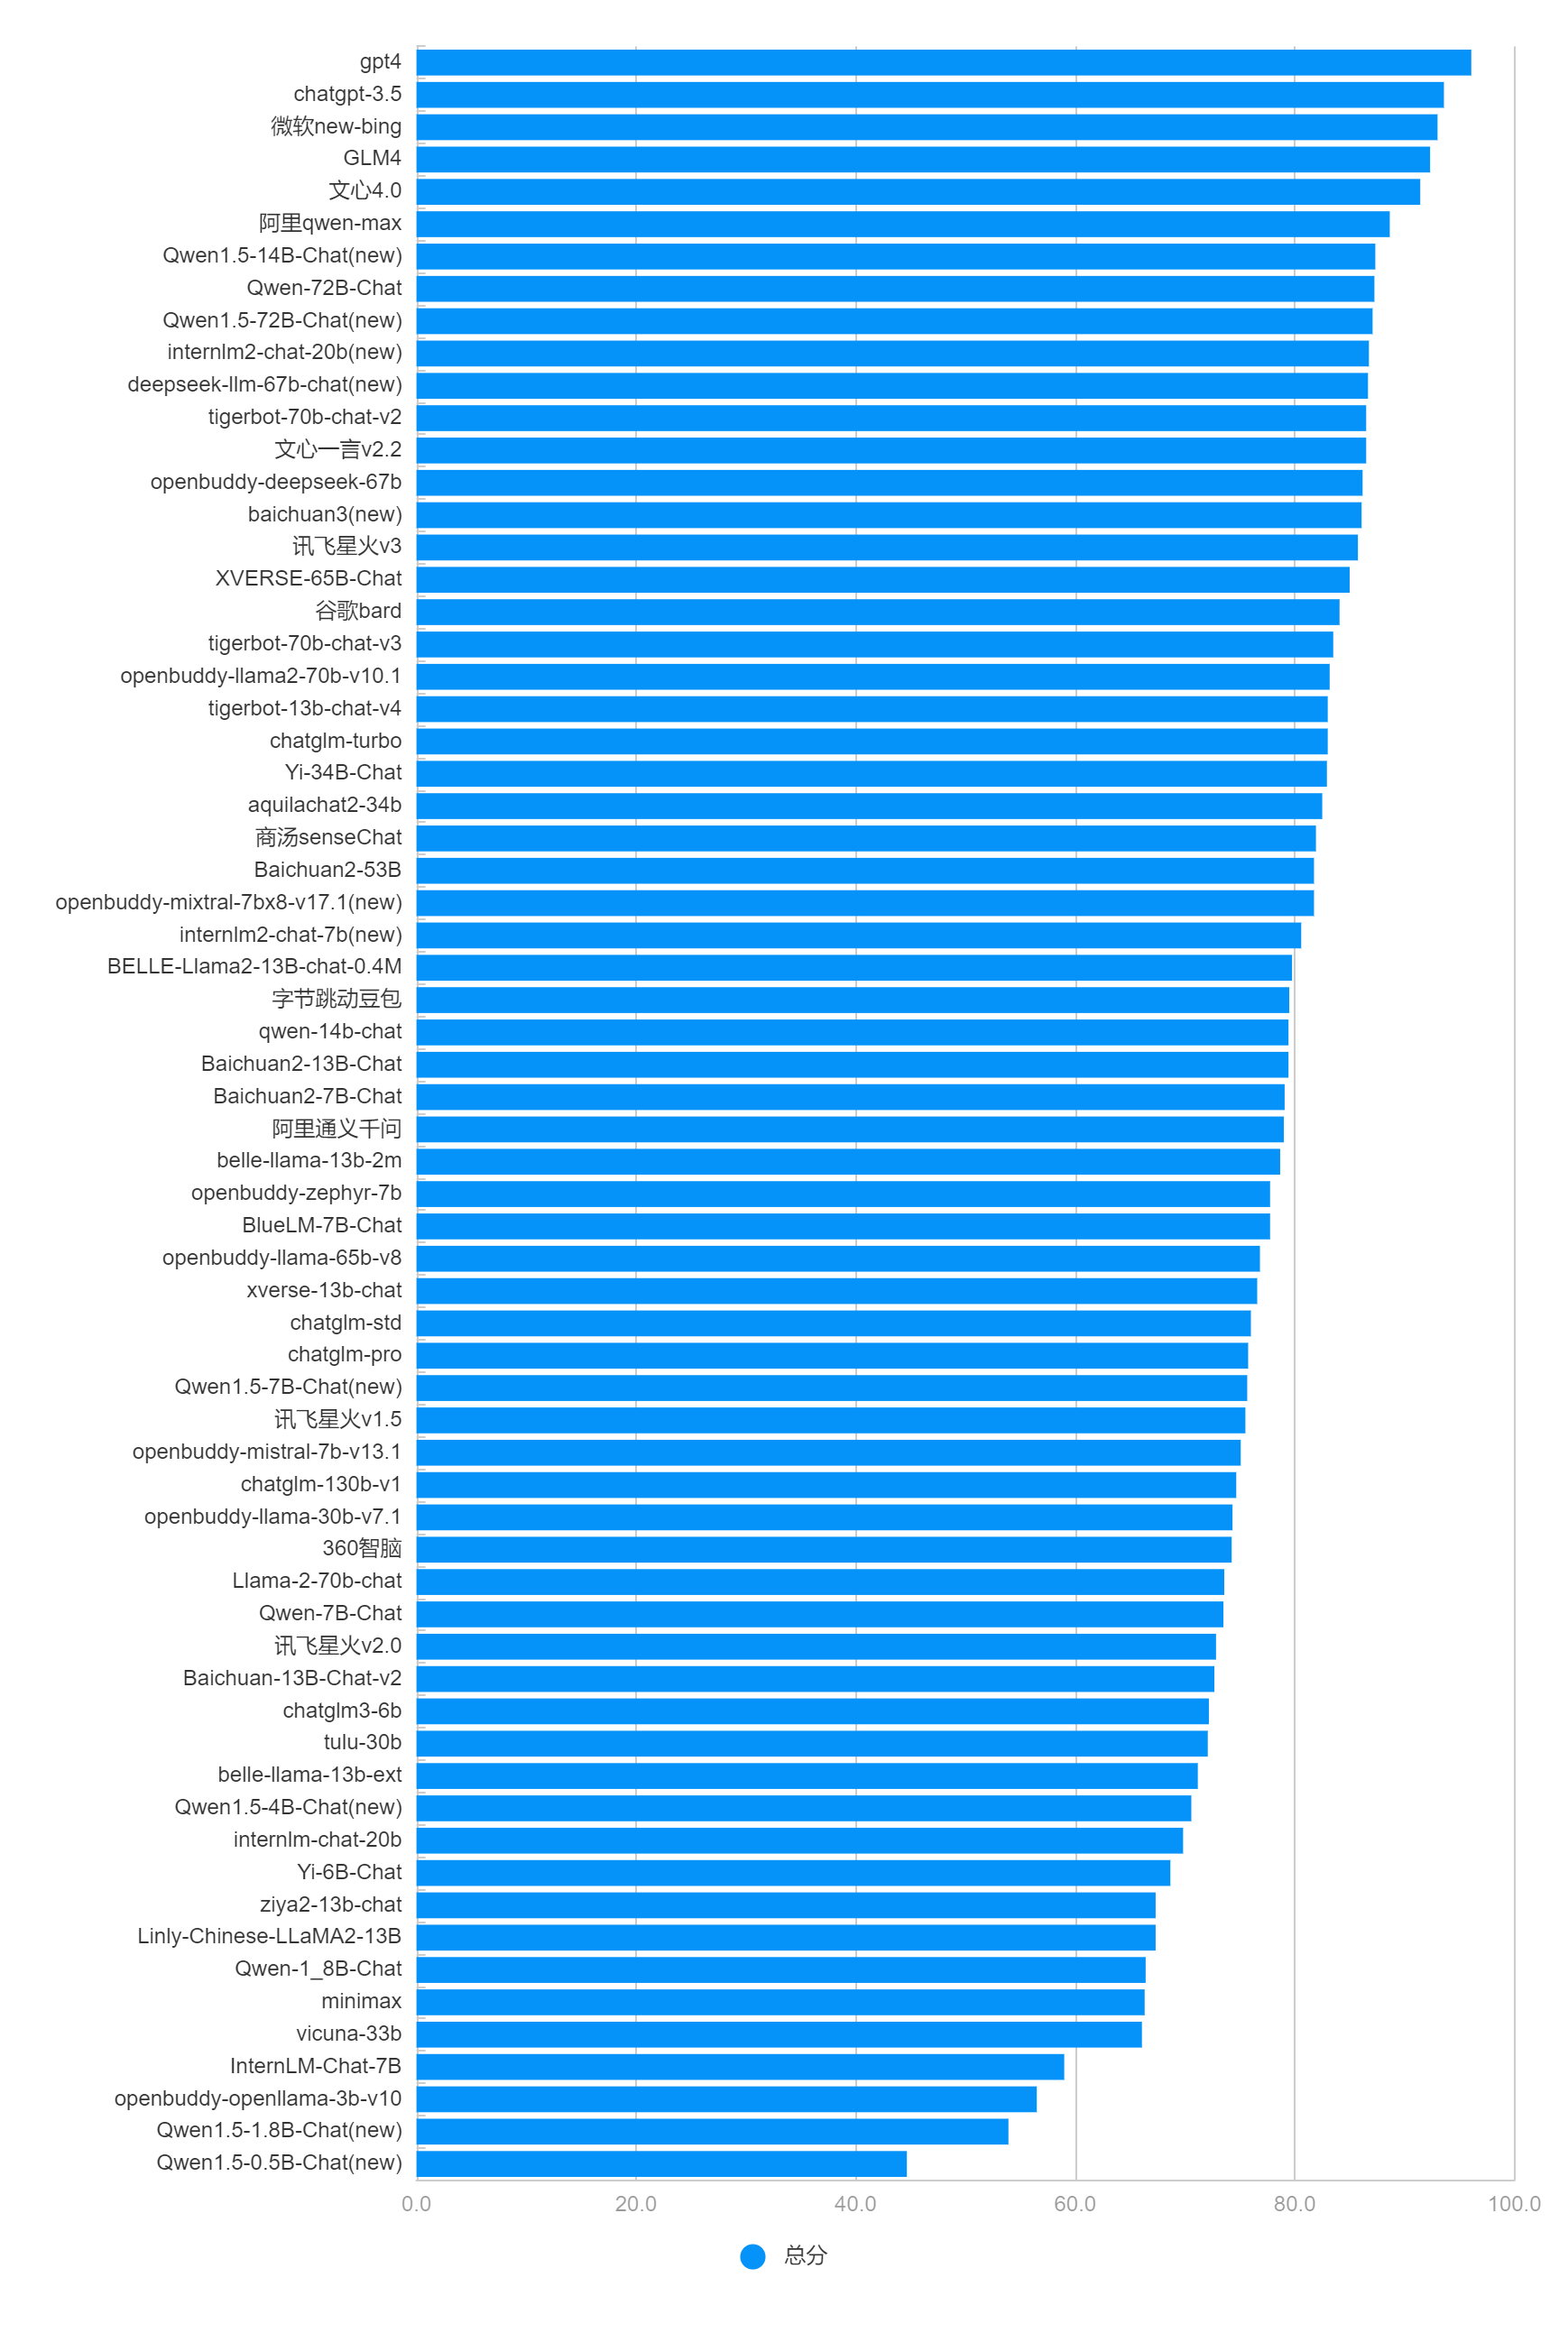 gpt4
chatgpt-3.5
微软new-bing
GLM4
文心4.0
阿里qwen-max
Qwen1.5-14B-Chat(new)
Qwen-72B-Chat
Qwen1.5-72B-Chat(new)
internlm2-chat-20b(new)
deepseek-llm-67b-chat(new)
tigerbot-70b-chat-v2
文心一言v2.2
openbuddy-deepseek-67b
baichuan3(new)
讯飞星火v3
XVERSE-65B-Chat
谷歌bard
tigerbot-70b-chat-v3
openbuddy-llama2-70b-v10.1
tigerbot-13b-chat-v4
chatglm-turbo
Yi-34B-Chat
aquilachat2-34b
商汤senseChat
Baichuan2-53B
openbuddy-mixtral-7bx8-v17.1(new)
internlm2-chat-7b(new)
BELLE-Llama2-13B-chat-0.4M
字节跳动豆包
qwen-14b-chat
Baichuan2-13B-Chat
Baichuan2-7B-Chat
阿里通义千问
belle-llama-13b-2m
openbuddy-zephyr-7b
BlueLM-7B-Chat
openbuddy-llama-65b-v8
xverse-13b-chat
chatglm-std
chatglm-pro
Qwen1.5-7B-Chat(new)
讯飞星火v1.5
openbuddy-mistral-7b-v13.1
chatglm-130b-v1
openbuddy-llama-30b-v7.1
360智脑
Llama-2-70b-chat
Qwen-7B-Chat
讯飞星火v2.0
Baichuan-13B-Chat-v2
chatglm3-6b
tulu-30b
belle-llama-13b-ext
Qwen1.5-4B-Chat(new)
internlm-chat-20b
Yi-6B-Chat
ziya2-13b-chat
Linly-Chinese-LLaMA2-13B
Qwen-1_8B-Chat
minimax
vicuna-33b
InternLM-Chat-7B
openbuddy-openllama-3b-v10
Qwen1.5-1.8B-Chat(new)
Qwen1.5-0.5B-Chat(new)
0.0 20.0 40.0 60.0 80.0 100.0
总分